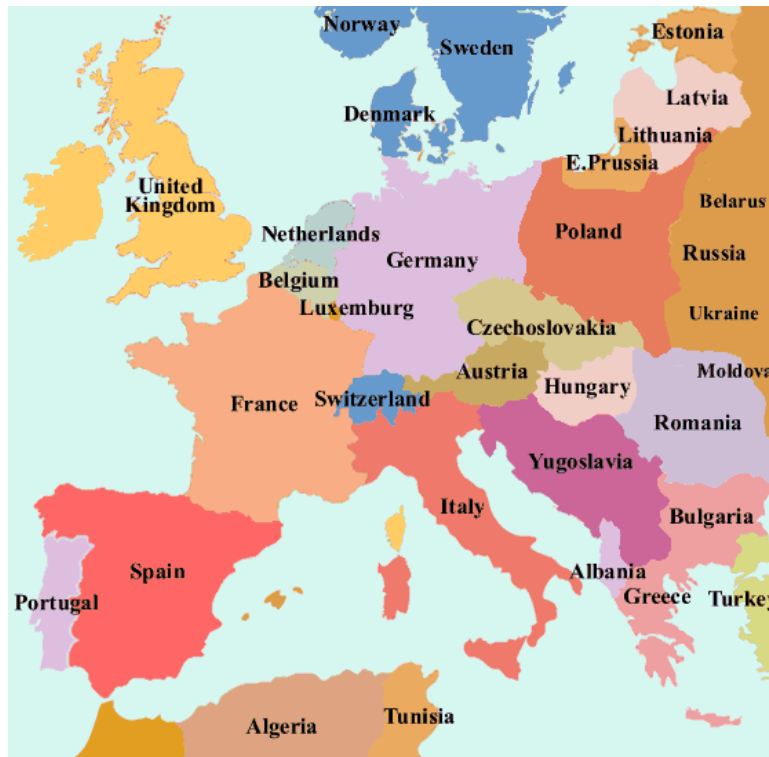 Norway
Sweden
Estonia
Denmark
Latvia
Lithuania
E.Prussia
United
Kingdom
Belarus
Netherlands
Poland
Germany
Russia
Belgium
Luxemburg
Ukraine
Czechoslovakia
Austria
Moldova
Hungary
France
Switzerland
Romania
Yugoslavia
Italy
Bulgaria
Spain
Albania
Portugal
Greece
Turkey
Algeria
Tunisia